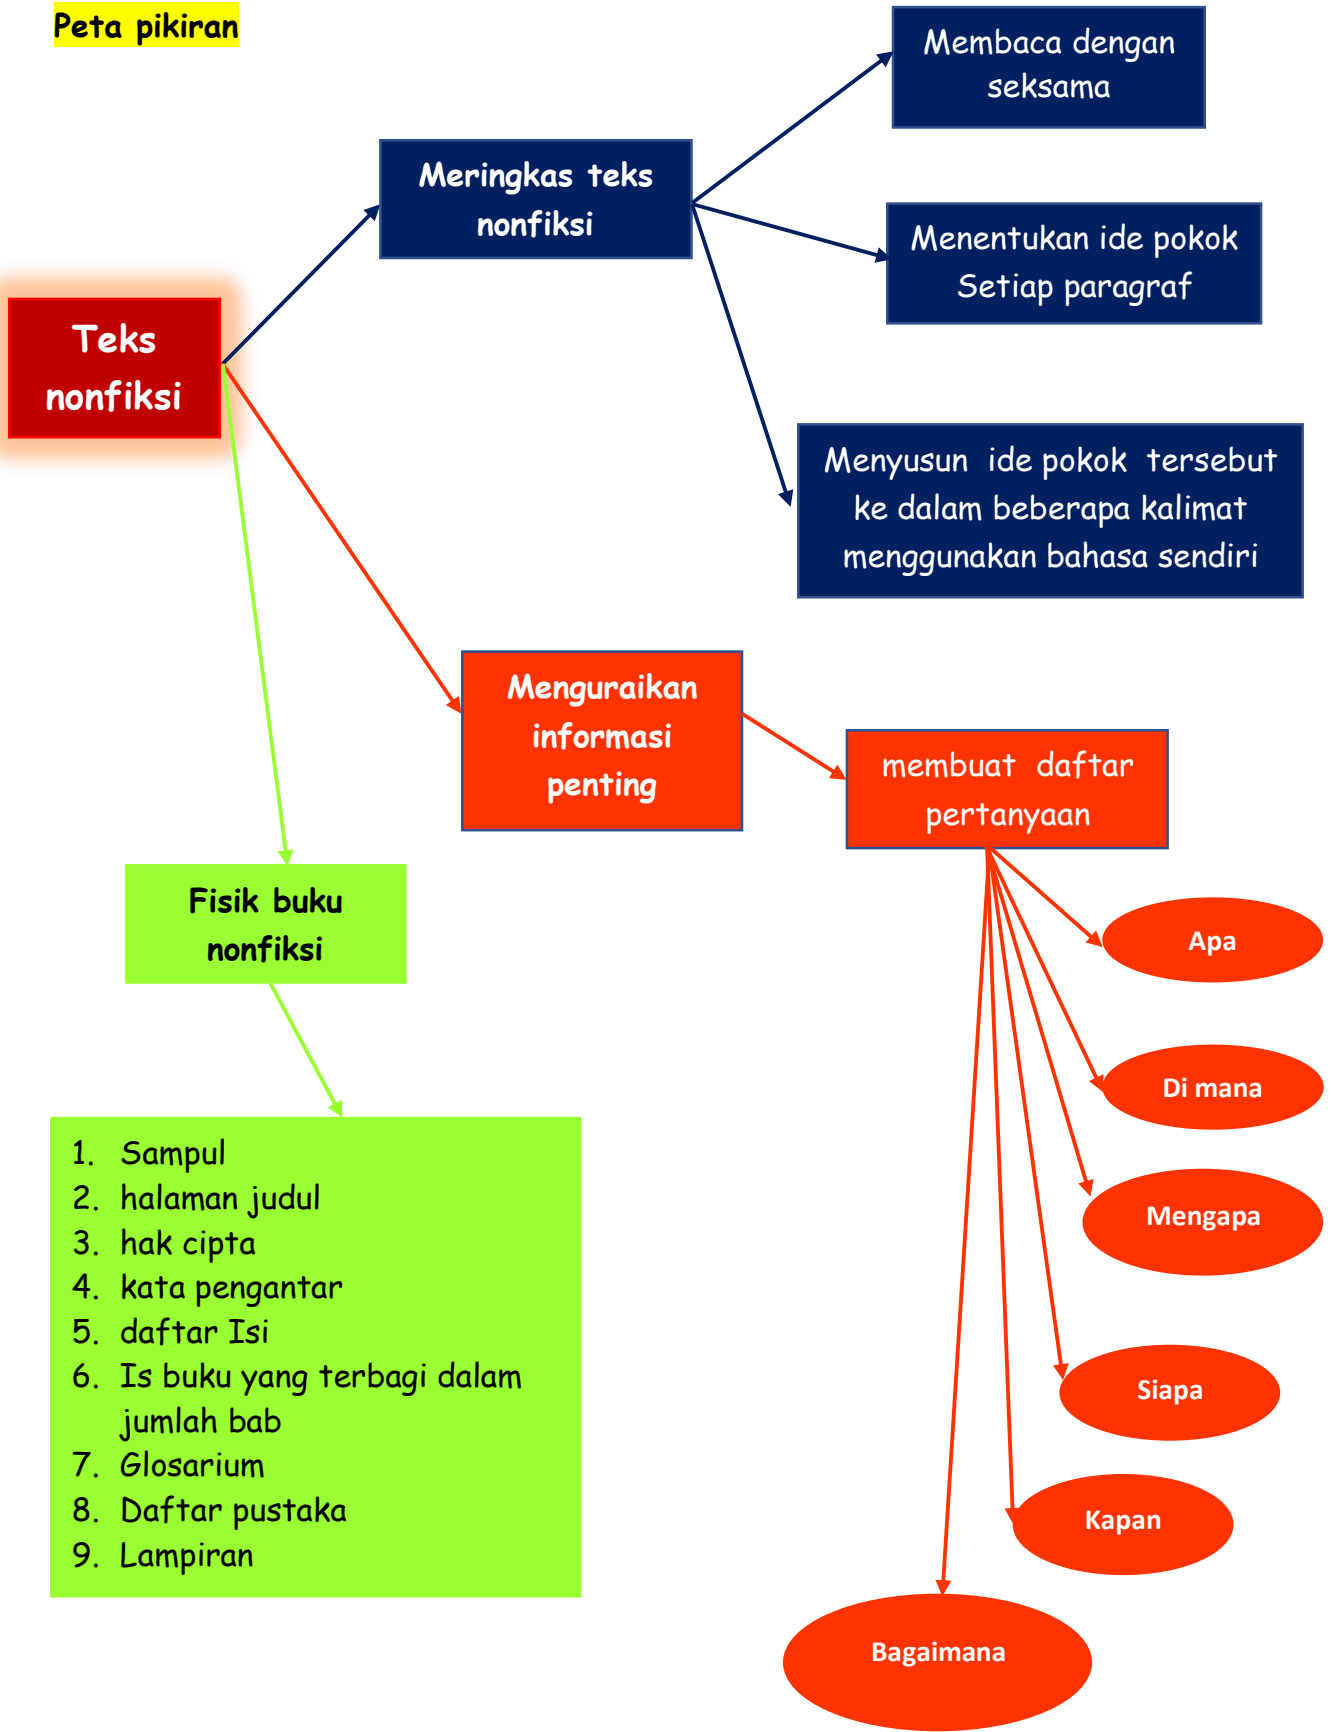 Peta pikiran
Membaca dengan
seksama
Meringkas teks
nonfiksi
Menentukan ide pokok
Setiap paragraf
Teks
nonfiksi
Menyusun ide pokok tersebut
ke dalam beberapa kalimat
menggunakan bahasa sendiri
Menguraikan
informasi
penting
membuat daftar
pertanyaan
Fisik buku
nonfiksi
Apa
Di mana
Mengapa
Siapa
Kapan
Bagaimana
1. Sampul
2. halaman judul
3. hak cipta
4. kata pengantar
5. daftar Isi
6. Is buku yang terbagi dalam
jumlah bab
7. Glosarium
8. Daftar pustaka
9. Lampiran